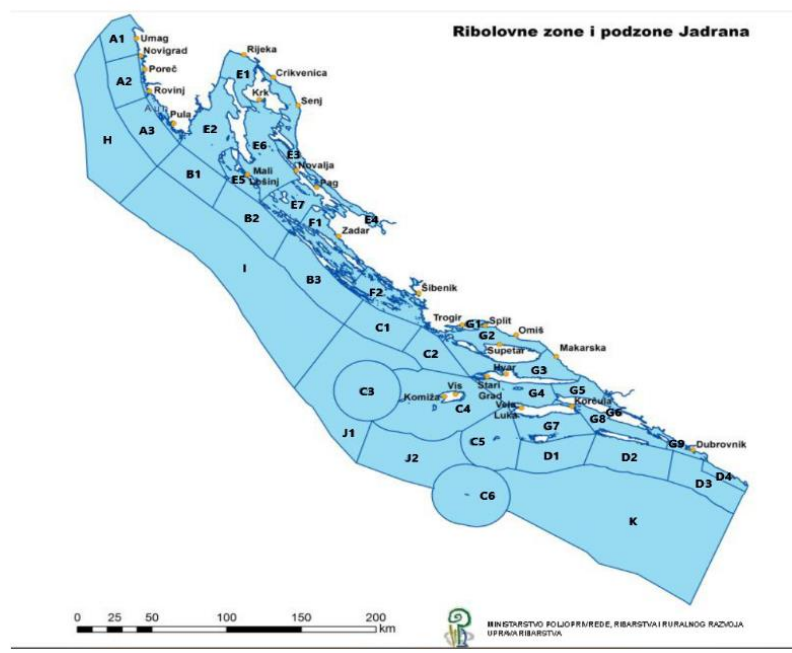 Ribolovne zone i podzone Jadrana
A1
Umag
Novigrad
A2
Poreč
Rovinj
A3
Pula
H
Rijeka
E1
Crikvenica
Krk
Senj
E2
E6
E3
Novalja
B1
E5
Mali
Lošinj
Pag
E7
B2
F1
E4
Zadar
I
B3
F2
Šibenik
C1
Trogir
G1
Split
G2
Omiš
C2
Supetar
Makarska
Hvar
G3
C3
Vis
Komiža
C4
Stari
Grad
G4
G5
Vela
Luka
Korčula
G6
G8
G7
J1
J2
C5
D1
D2
G9
Dubrovnik
D3
D4
C6
K
0 25 50 100 150 200
km
MINISTARSTVO POLJOPRIVREDE, RIBARSTVA I RURALNOG RAZVOJA
UPRAVA RIBARSTVA